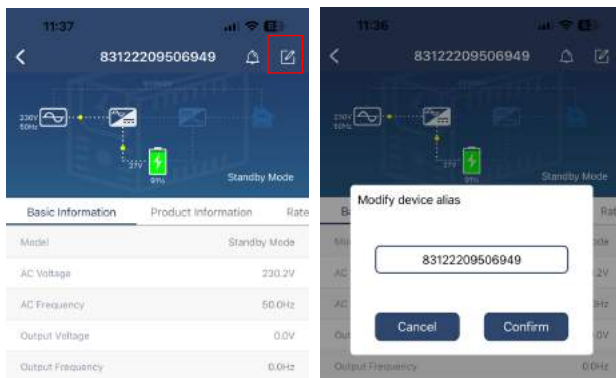 11:37
83122209506949
230V
50Hz
27V
91%
Standby Mode
Basic Information Product Information Rate
Model Standby Mode
AC Voltage 230.2V
AC Frequency 50.0Hz
Output Voltage 0.0V
Output Frequency 0.0Hz
11:36
83122209506949
230V
50Hz
27V
91%
Standby Mode
Modify device alias
83122209506949
Cancel Confirm
Output Frequency 0.0Hz